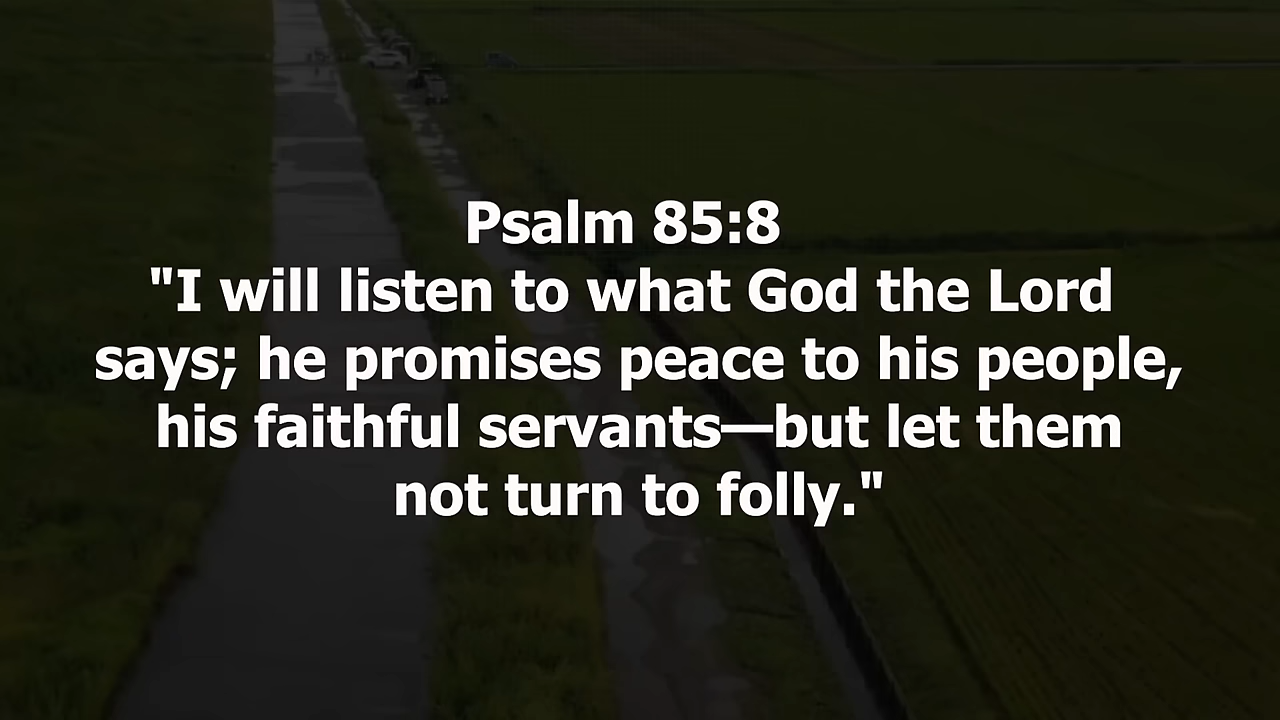 Psalm 85:8
"I will listen to what God the Lord
says; he promises peace to his people,
his faithful servants—but let them
not turn to folly."